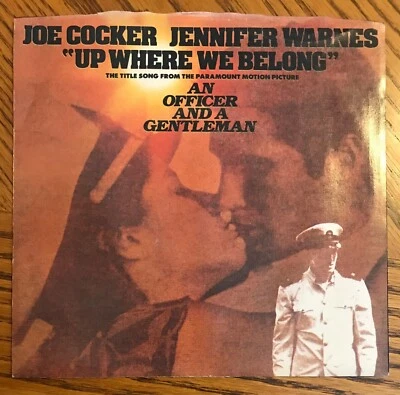 JOE COCKER JENNIFER WARNES
“UP WHERE WE BELONG”
THE TITLE SONG FROM THE PARAMOUNT MOTION PICTURE
AN
OFFICER
AND A
GENTLEMAN